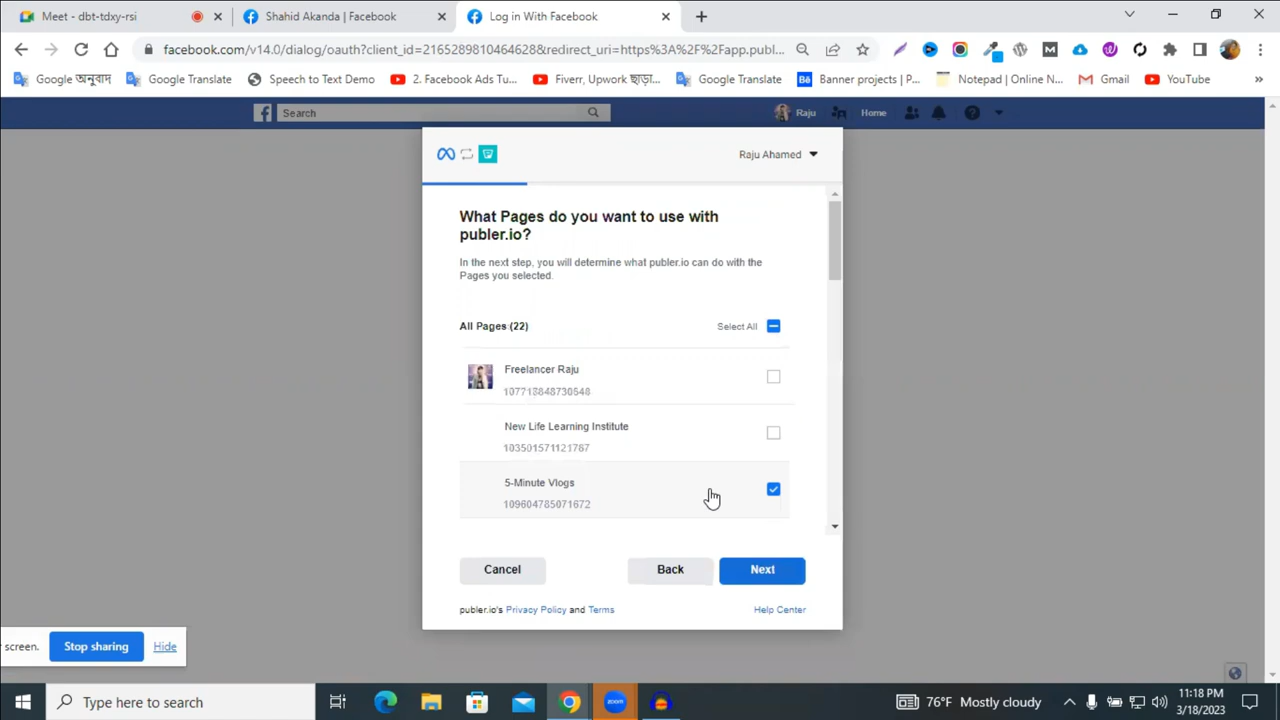 Meet - dbt-tdxy-rsi
Shahid Akanda | Facebook
Log in With Facebook
facebook.com/v14.0/dialog/oauth?client_id=2165289810464628&redirect_uri=https%3A%2F%2Fapp.publ...
Google অনুবাদ
Google Translate
Speech to Text Demo
2. Facebook Ads Tu...
Fiverr, Upwork ছাড়া...
Google Translate
Banner projects | P...
Notepad | Online N...
Gmail
YouTube
Search
Raju
Home
Raju Ahamed
What Pages do you want to use with
publer.io?
In the next step, you will determine what publer.io can do with the
Pages you selected.
All Pages (22)
Select All
Freelancer Raju
107718848730848
New Life Learning Institute
103501571121787
5-Minute Vlogs
109604785071672
Cancel
Back
Next
publer.io's Privacy Policy and Terms
Help Center
r screen.
Stop sharing
Hide
Type here to search
zoom
76°F Mostly cloudy
11:18 PM
3/18/2023